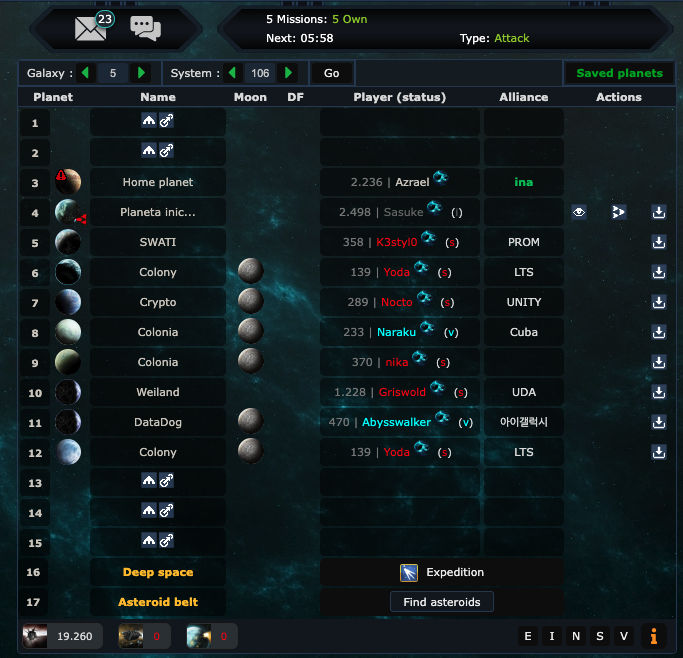 23
5 Missions: 5 Own
Next: 05:58 Type: Attack
Galaxy : 5 System : 106 Go Saved planets
Planet Name Moon DF Player (status) Alliance Actions
1
2
3 Home planet 2.236 | Azrael ina
4 Planeta inic... 2.498 | Sasuke (I)
5 SWATI 358 | K3styl0 (s) PROM
6 Colony 139 | Yoda (s) LTS
7 Crypto 289 | Nocto (s) UNITY
8 Colonia 233 | Naraku (v) Cuba
9 Colonia 370 | nika (s)
10 Weiland 1.228 | Griswold (s) UDA
11 DataDog 470 | Abysswalker (v) 아이갤럭시
12 Colony 139 | Yoda (s) LTS
13
14
15
16 Deep space Expedition
17 Asteroid belt Find asteroids
19.260 0 0 E I N S V